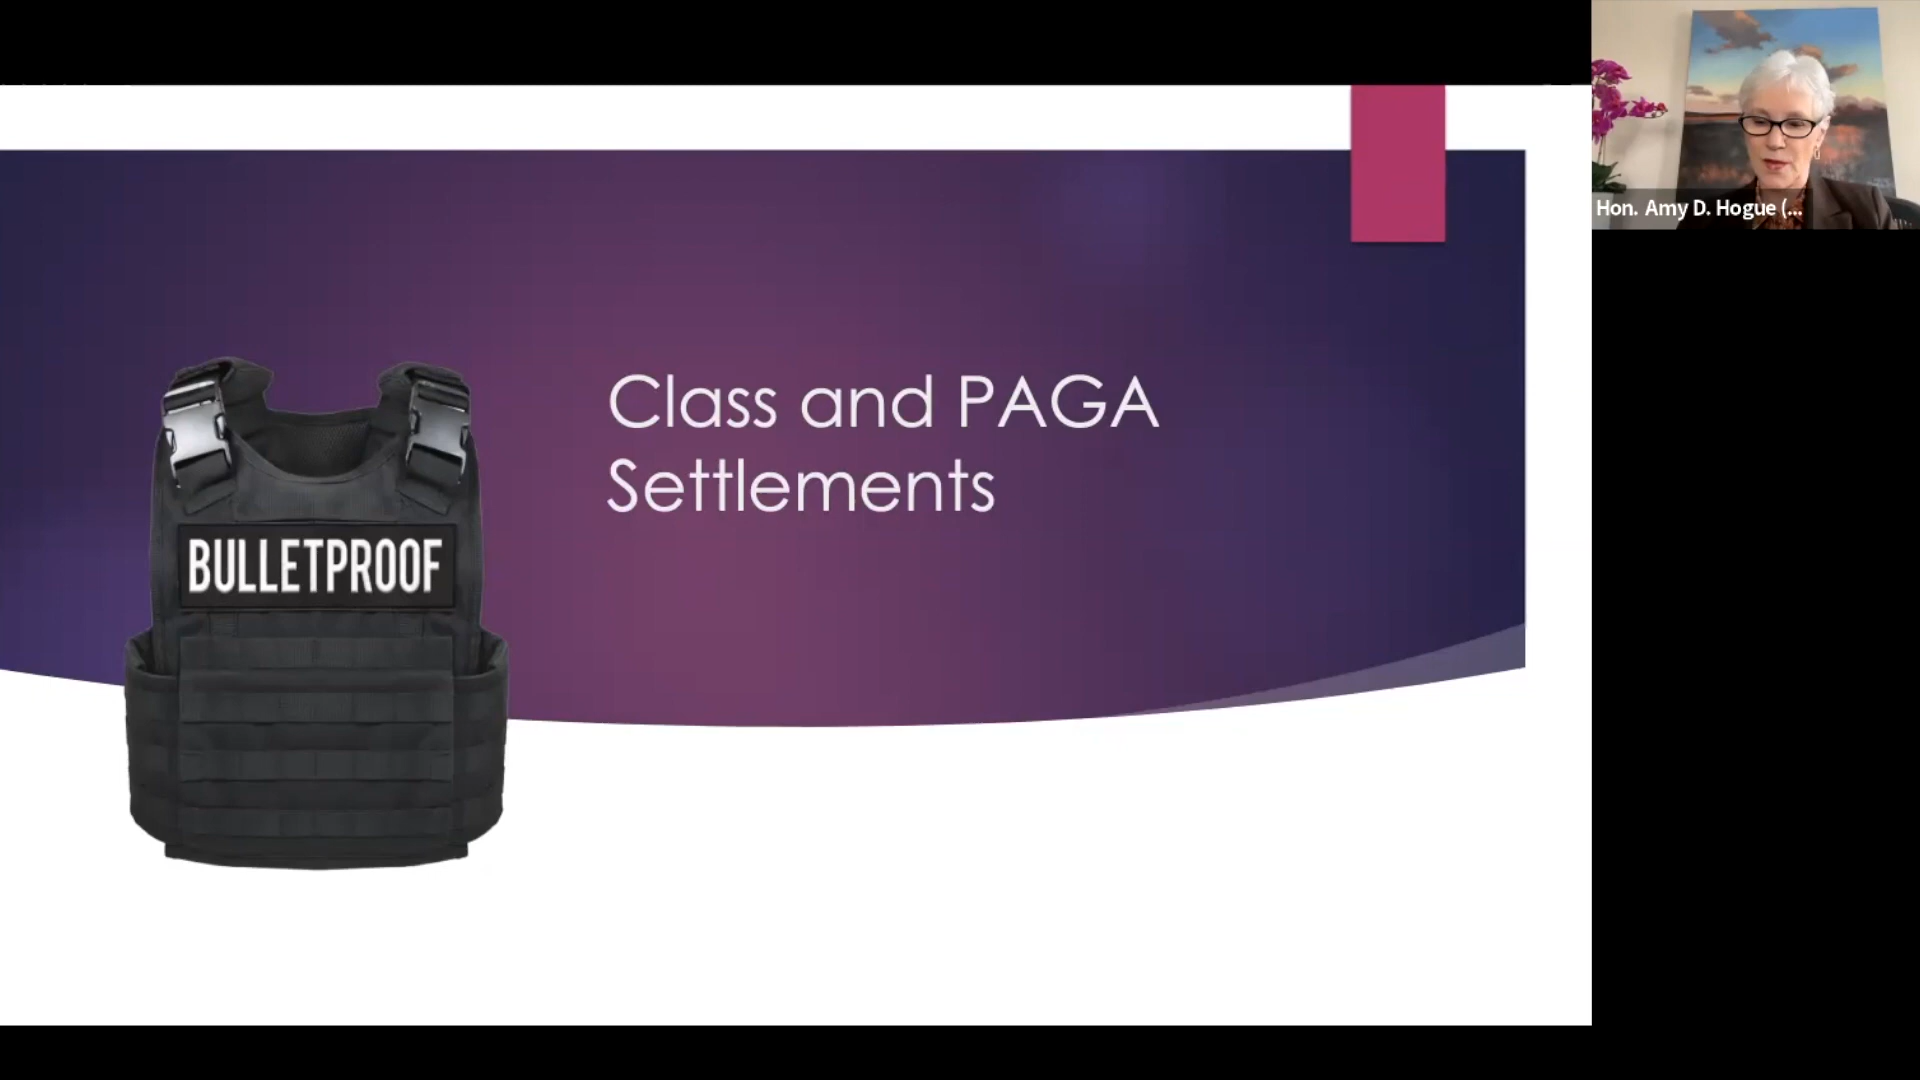 Class and PAGA
Settlements
BULLETPROOF
Hon. Amy D. Hogue (...